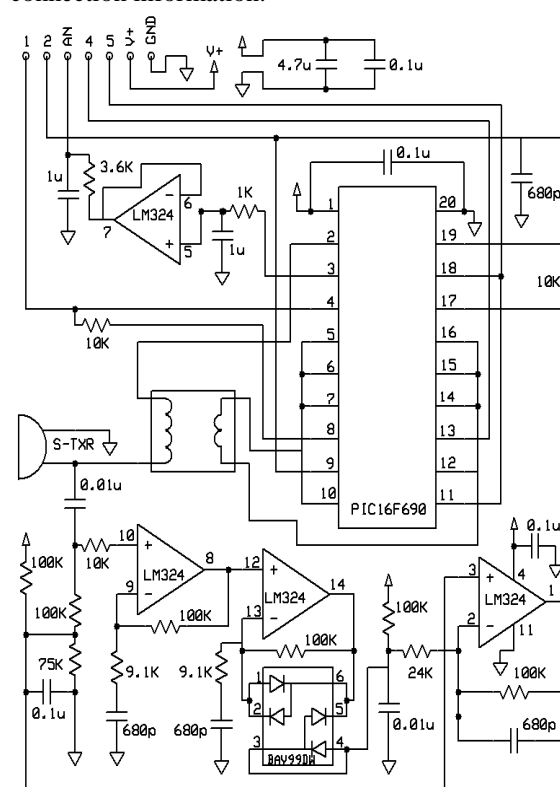 connection information.
1 2 AN 4 5 V+ GND
V+
4.7u 0.1u
3.6K
1u
LM324
6
7
+
5
1K
1u
0.1u
680p
1 20
2 19
3 18
4 17
5 16
6 15
7 14
8 13
9 12
10 11
PIC16F690
10K
10K
S-TXR
0.01u
100K
10K
10
+
8
LM324
9
-
100K
100K
75K
0.1u
9.1K
680p
12
+
14
LM324
13
-
100K
9.1K
680p
1 6
2 5
3 4
BAV99DW
100K
24K
0.01u
0.1u
3
+
4
LM324
1
2
-
11
100K
680p